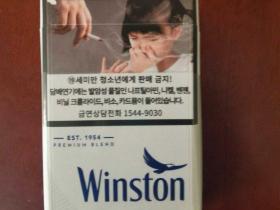 ⑲세미만 청소년에게 판매 금지!
담배연기에는 발암성 물질인 나프틸아민, 니켈, 벤젠,
비닐 크롤라이드, 비소, 카드뮴이 들어있습니다.
금연상담전화 1544-9030
EST. 1954
PREMIUM BLEND
Winston